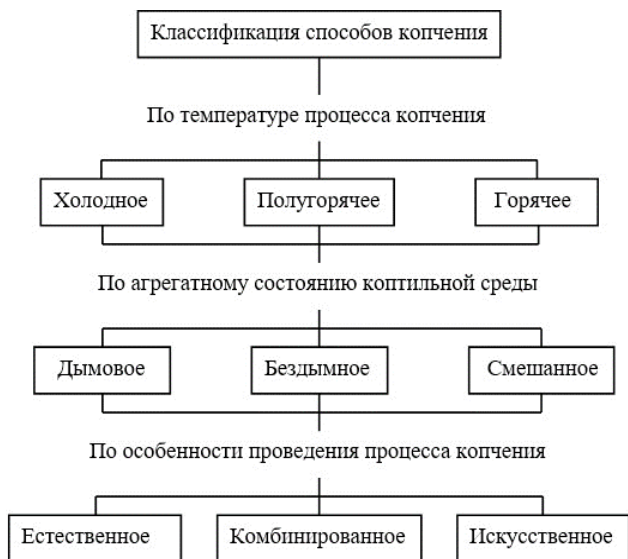 Классификация способов копчения
По температуре процесса копчения
Холодное Полугорячее Горячее
По агрегатному состоянию коптильной среды
Дымовое Бездымное Смешанное
По особенности проведения процесса копчения
Естественное Комбинированное Искусственное